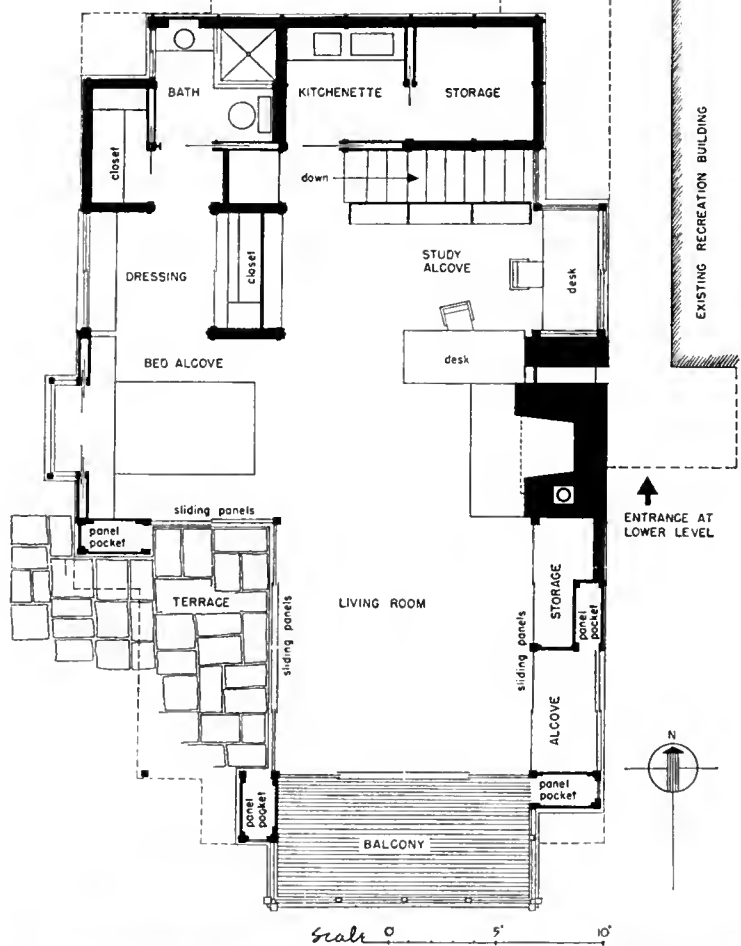 BATH
KITCHENETTE
STORAGE
closet
down
EXISTING RECREATION BUILDING
DRESSING
closet
STUDY
ALCOVE
desk
BED ALCOVE
desk
sliding panels
panel
pocket
ENTRANCE AT
LOWER LEVEL
TERRACE
sliding panels
LIVING ROOM
sliding panels
STORAGE
panel
pocket
ALCOVE
N
panel
pocket
panel
pocket
BALCONY
Scale 0 5' 10'